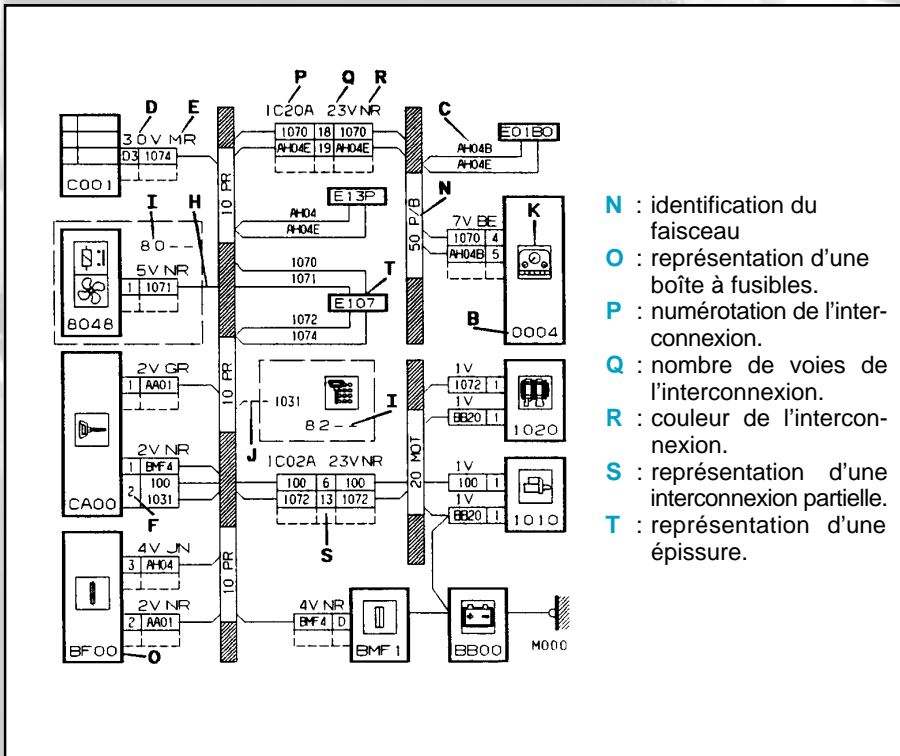 P Q R
1C20A 23VNR
D E
30V MR
D3 1074
C001
1070 18 1070
AH04E 19 AH04E
C
E01B0
AH04B
AH04E
10 PR
E13P
AH04
AH04E
N
50 P/B
7V BE
1070 4
AH04B 5
K
B
0004
I H
80--
5V NR
1 1071
8048
1070
1071
T
E107
1072
1074
2V GR
1 AA01
10 PR
1031
I
82--
J
1V
1072 1
1V
BB20 1
1020
20 MOT
2V NR
1 BMF4
100
2 1031
CA00
F
1C02A 23VNR
100 6 100
1072 13 1072
S
1V
100 1
1V
BB20 1
1010
4V JN
3 AH04
10 PR
2V NR
2 AA01
BF00
O
4V NR
BMF4 D
BMF1
BB00
M000
N : identification du
faisceau
O : représentation d'une
boîte à fusibles.
P : numérotation de l'inter-
connexion.
Q : nombre de voies de
l'interconnexion.
R : couleur de l'intercon-
nexion.
S : représentation d'une
interconnexion partielle.
T : représentation d'une
épissure.